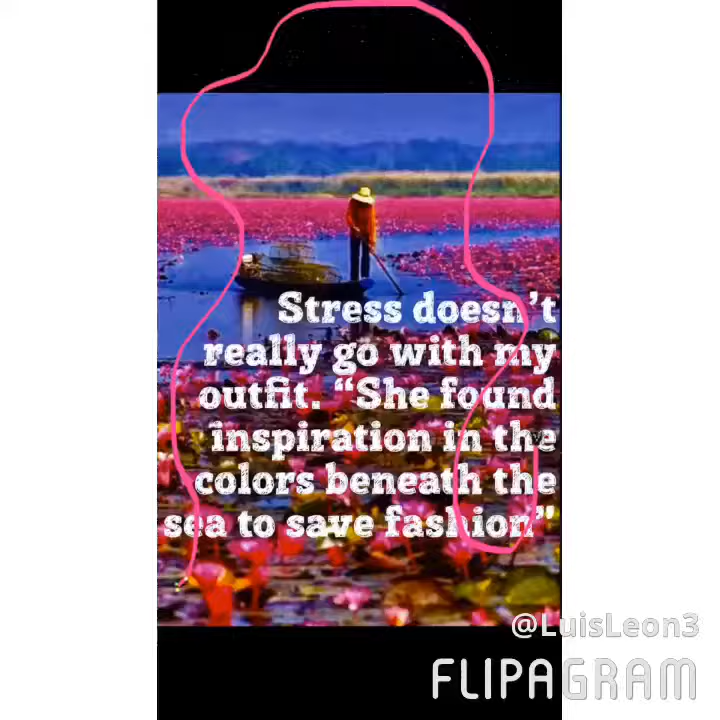 Stress doesn't
really go with my
outfit. "She found
inspiration in the
colors beneath the
sea to save fashion"
@LuisLeon3
FLIPAGRAM